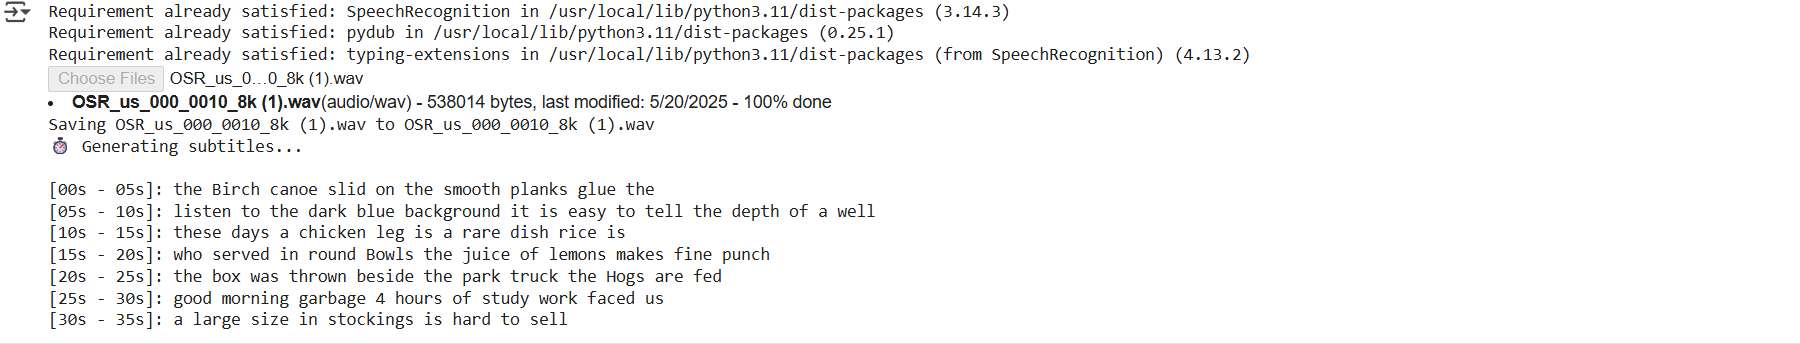 Requirement already satisfied: SpeechRecognition in /usr/local/lib/python3.11/dist-packages (3.14.3)
Requirement already satisfied: pydub in /usr/local/lib/python3.11/dist-packages (0.25.1)
Requirement already satisfied: typing-extensions in /usr/local/lib/python3.11/dist-packages (from SpeechRecognition) (4.13.2)
Choose Files OSR_us_0...0_8k (1).wav
• OSR_us_000_0010_8k (1).wav(audio/wav) - 538014 bytes, last modified: 5/20/2025 - 100% done
Saving OSR_us_000_0010_8k (1).wav to OSR_us_000_0010_8k (1).wav
⏱ Generating subtitles...
[00s - 05s]: the Birch canoe slid on the smooth planks glue the
[05s - 10s]: listen to the dark blue background it is easy to tell the depth of a well
[10s - 15s]: these days a chicken leg is a rare dish rice is
[15s - 20s]: who served in round Bowls the juice of lemons makes fine punch
[20s - 25s]: the box was thrown beside the park truck the Hogs are fed
[25s - 30s]: good morning garbage 4 hours of study work faced us
[30s - 35s]: a large size in stockings is hard to sell